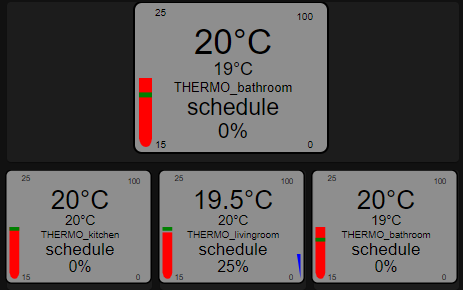 25 100
20°C
19°C
THERMO_bathroom
schedule
0%
15 0
25 100
20°C
20°C
THERMO_kitchen
schedule
0%
15 0
25 100
19.5°C
20°C
THERMO_livingroom
schedule
25%
15 0
25 100
20°C
19°C
THERMO_bathroom
schedule
0%
15 0